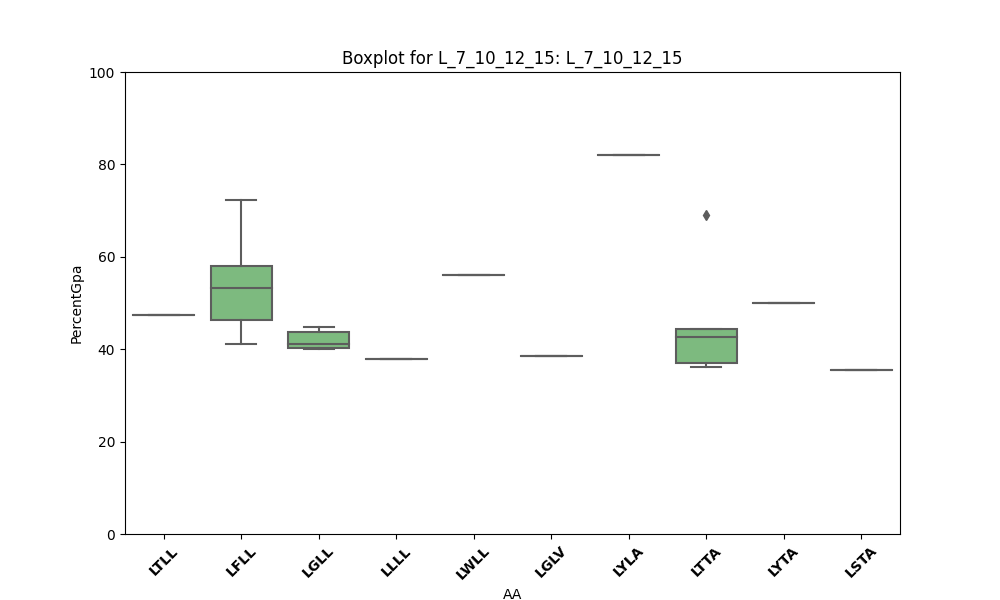 Boxplot for L_7_10_12_15: L_7_10_12_15
100
80
60
40
20
0
PercentGpa
LTLL
LFLL
LGLL
LLLL
LWLL
LGLV
LYLA
LTTA
LYTA
LSTA
AA